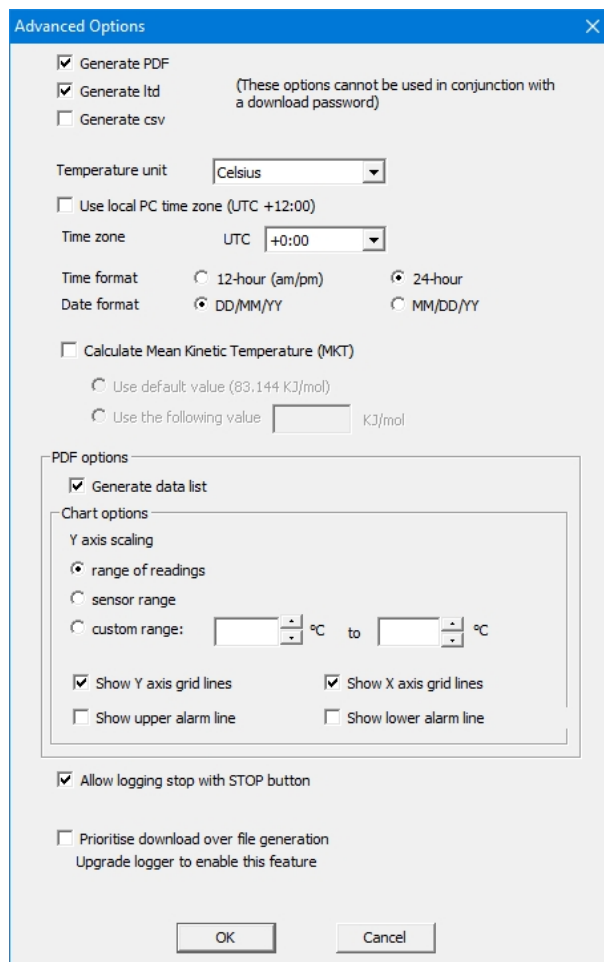 Advanced Options
Generate PDF
Generate ltd
(These options cannot be used in conjunction with
a download password)
Generate csv
Temperature unit Celsius
Use local PC time zone (UTC +12:00)
Time zone UTC +0:00
Time format 12-hour (am/pm) 24-hour
Date format DD/MM/YY MM/DD/YY
Calculate Mean Kinetic Temperature (MKT)
Use default value (83.144 KJ/mol)
Use the following value KJ/mol
PDF options
Generate data list
Chart options
Y axis scaling
range of readings
sensor range
custom range: ºC to ºC
Show Y axis grid lines Show X axis grid lines
Show upper alarm line Show lower alarm line
Allow logging stop with STOP button
Prioritise download over file generation
Upgrade logger to enable this feature
OK Cancel